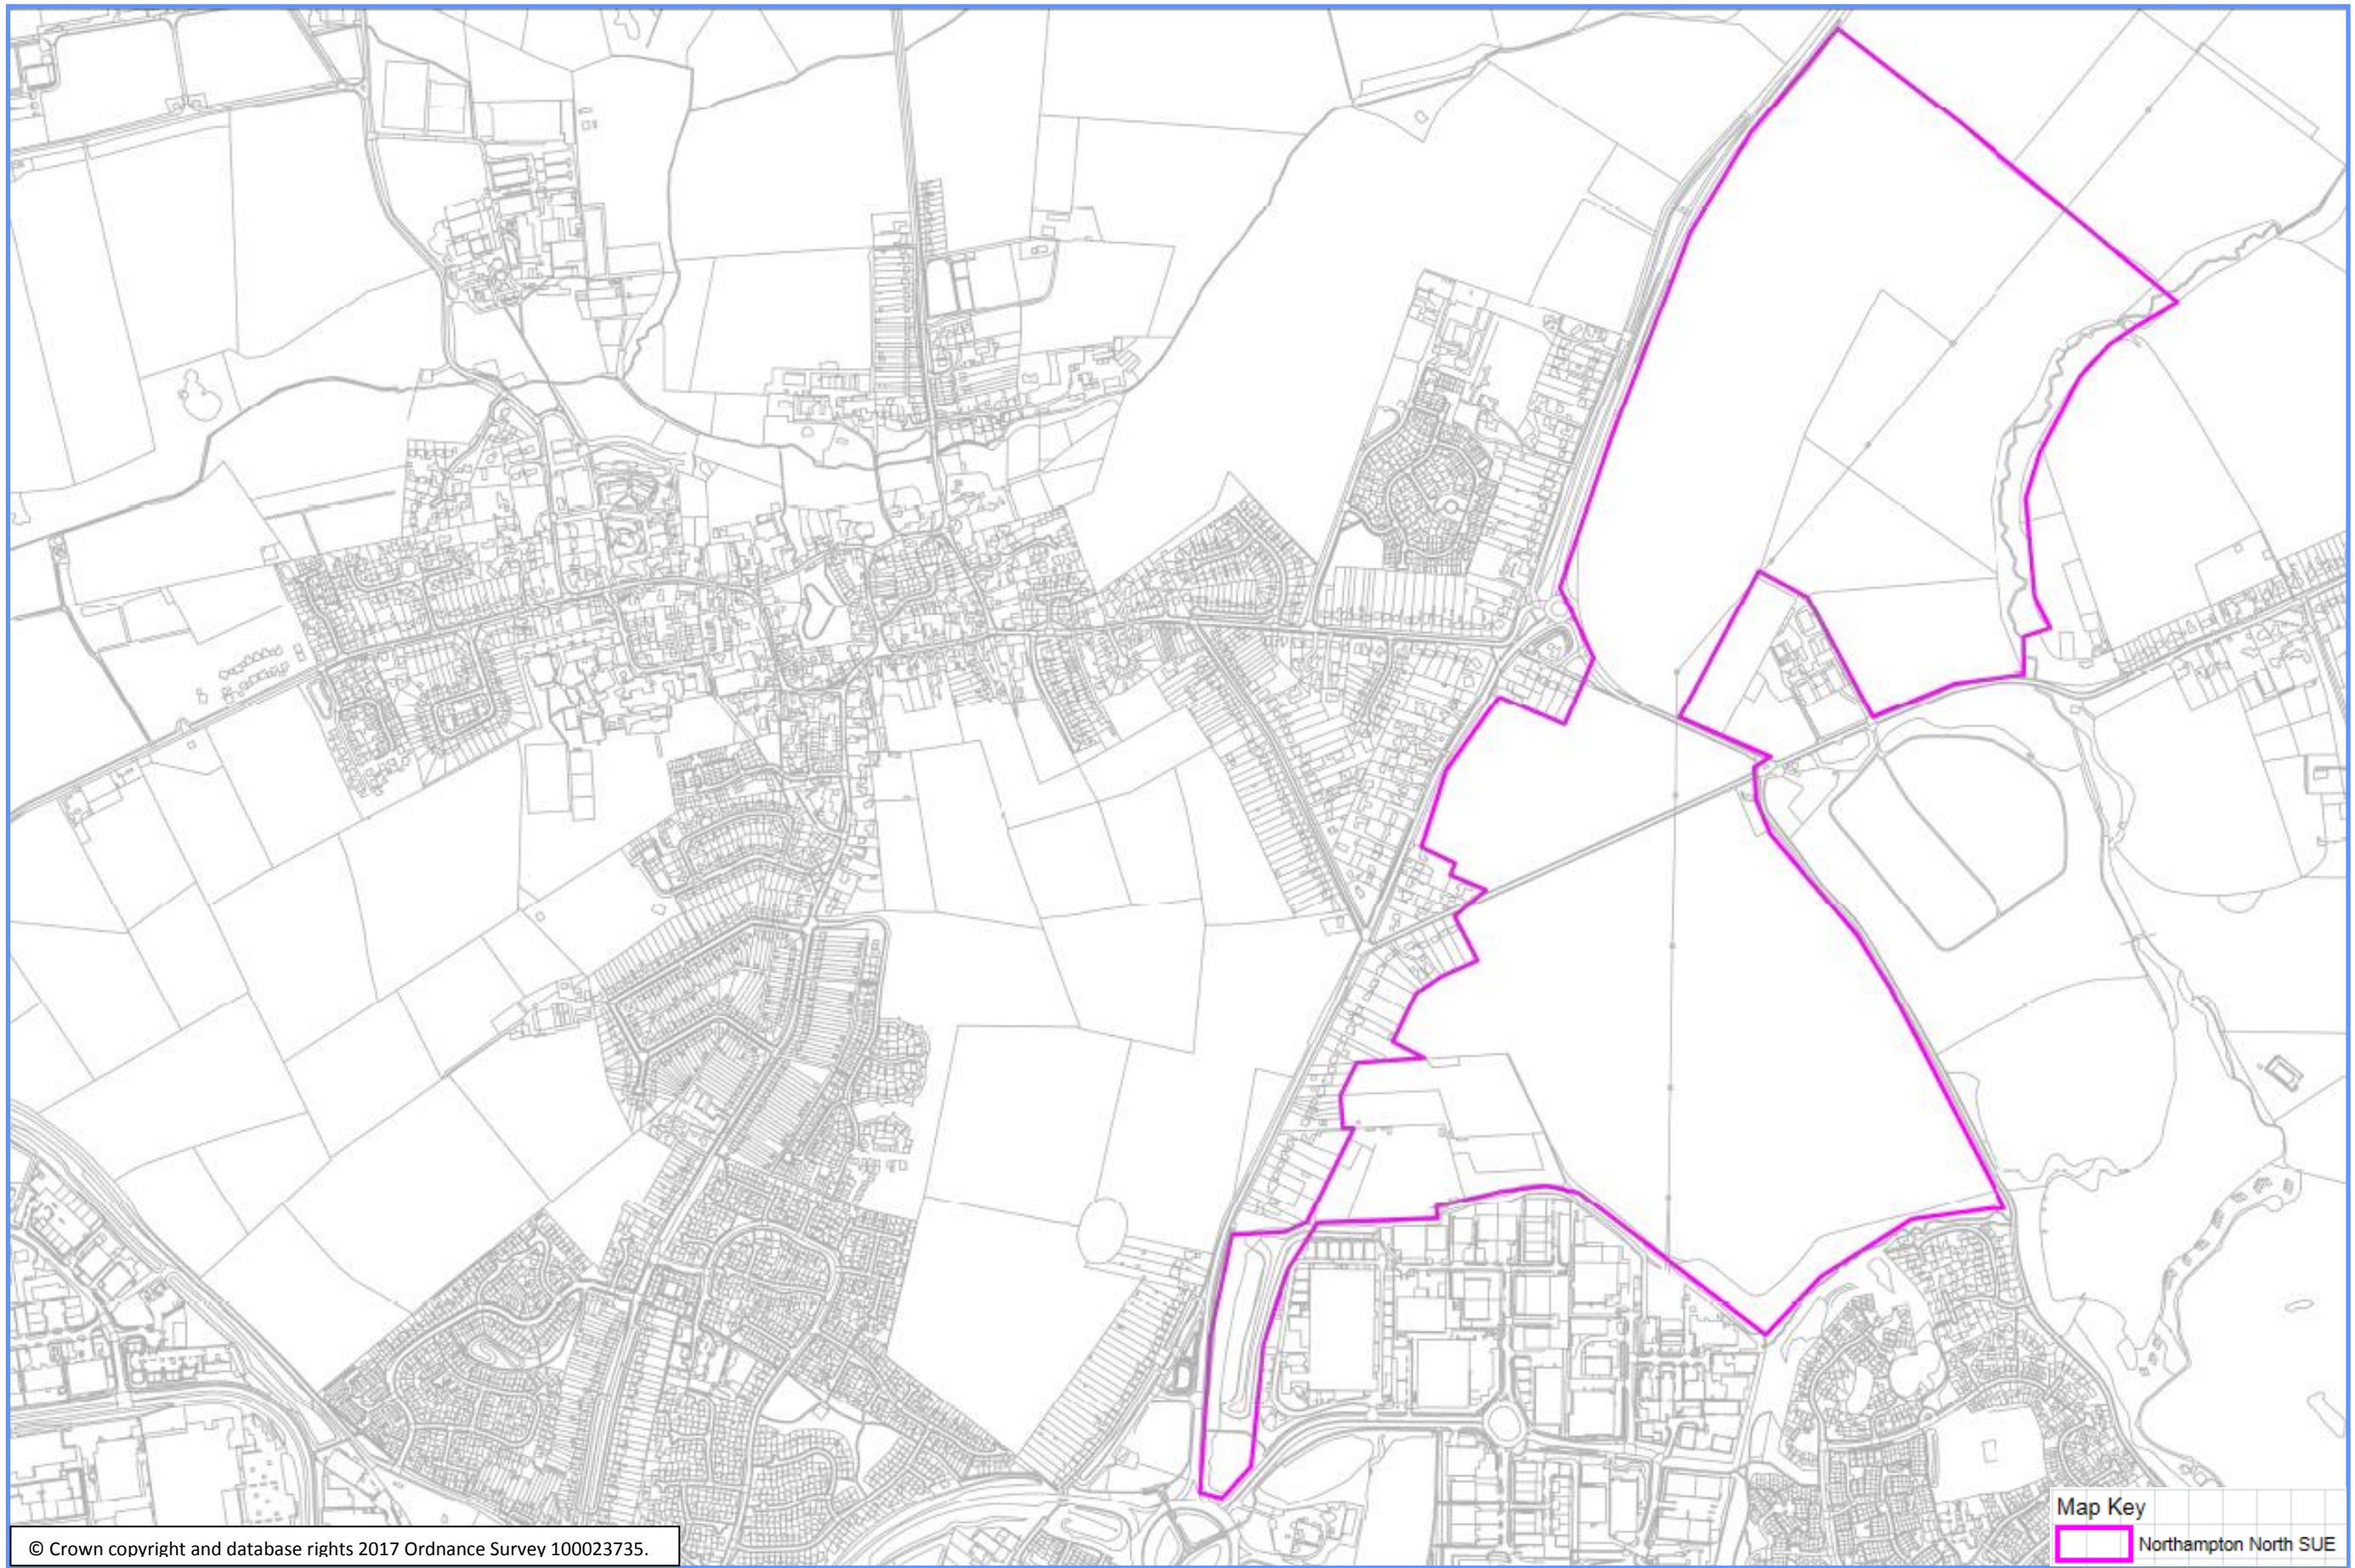 © Crown copyright and database rights 2017 Ordnance Survey 100023735.
Map Key
Northampton North SUE